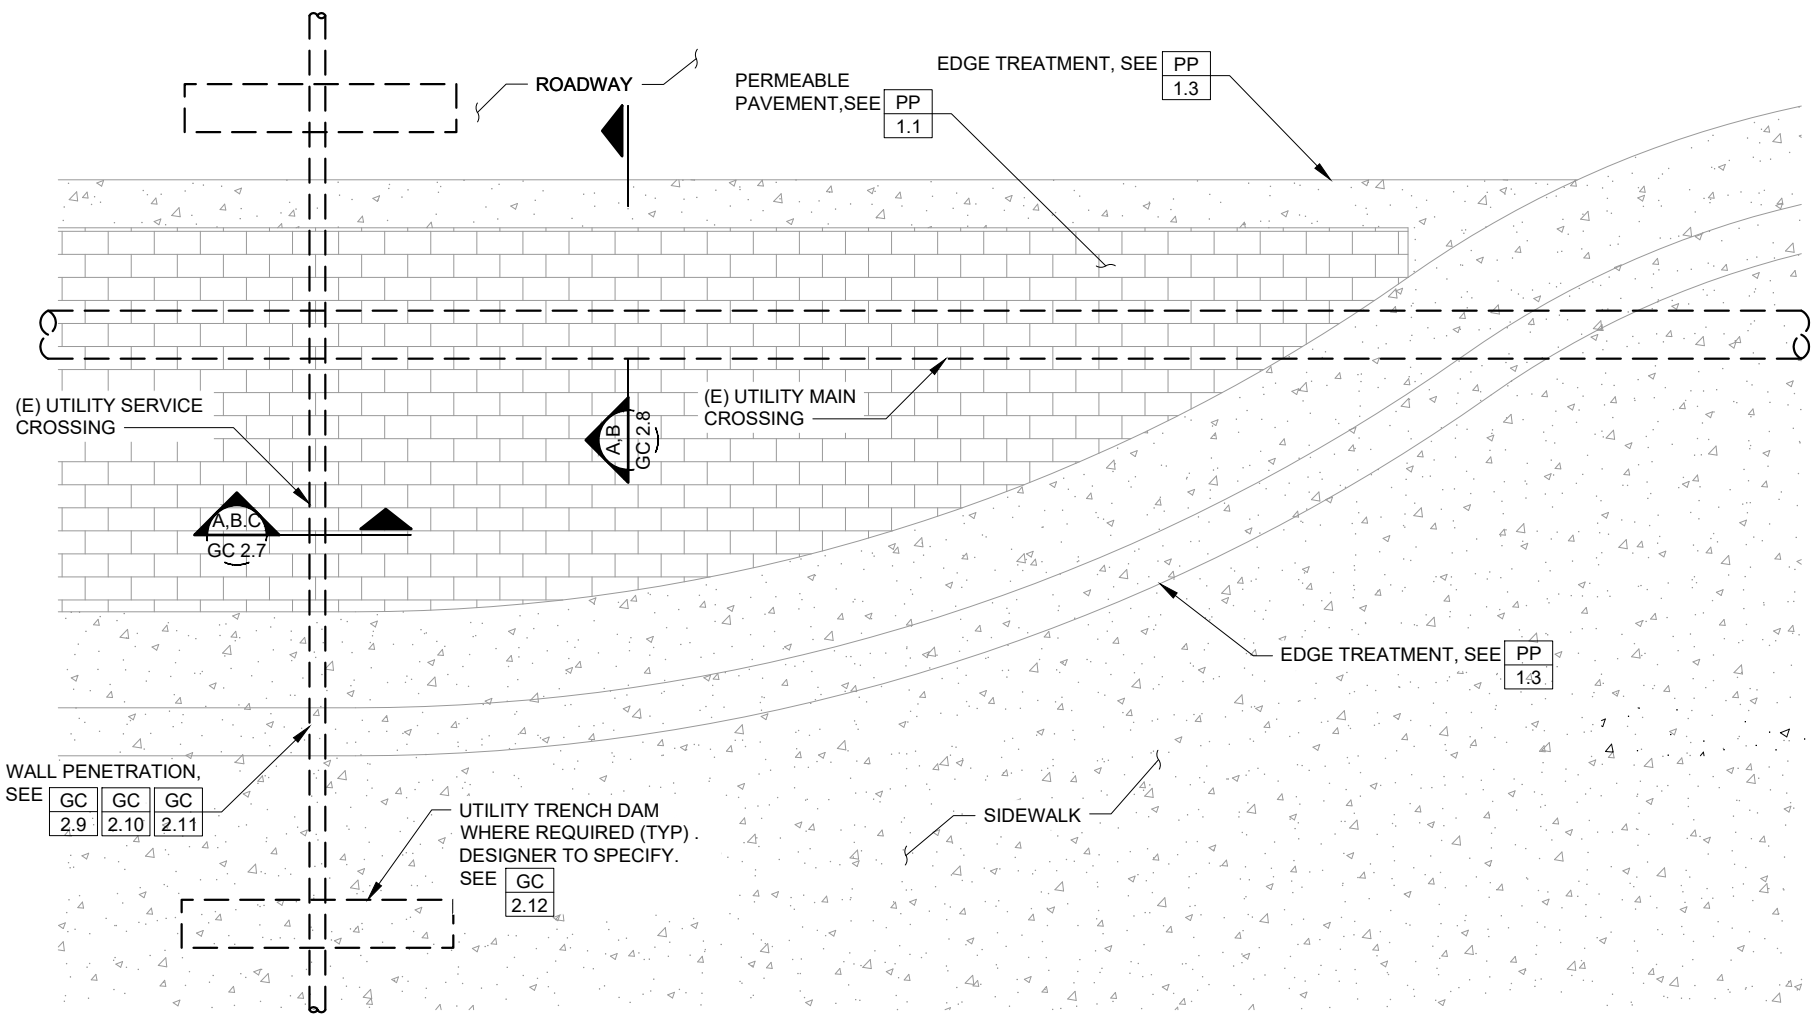 ROADWAY
EDGE TREATMENT, SEE PP
1.3
PERMEABLE
PAVEMENT,SEE PP
1.1
(E) UTILITY SERVICE
CROSSING
(E) UTILITY MAIN
CROSSING
A,B
GC 2.8
A,B.C
GC 2.7
EDGE TREATMENT, SEE PP
1.3
WALL PENETRATION,
SEE GC GC GC
2.9 2.10 2.11
UTILITY TRENCH DAM
WHERE REQUIRED (TYP) .
DESIGNER TO SPECIFY.
SEE GC
2.12
SIDEWALK